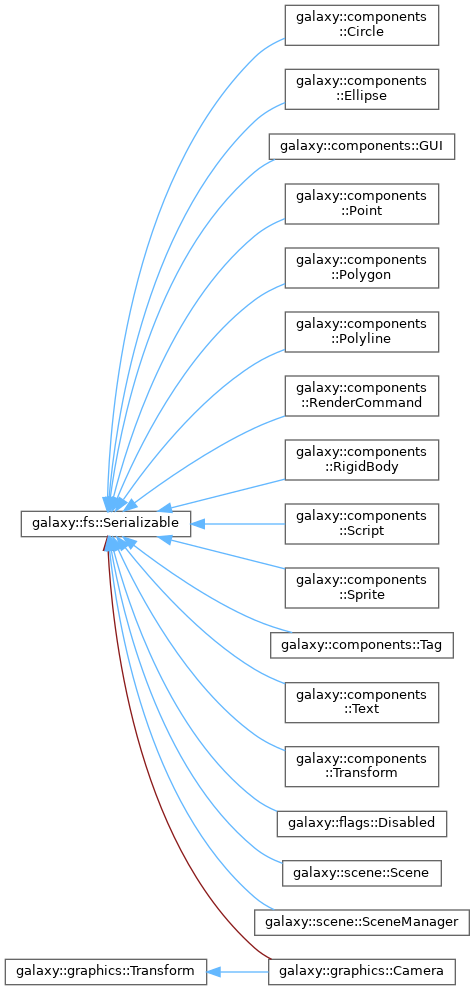 galaxy::components
::Circle
galaxy::components
::Ellipse
galaxy::components::GUI
galaxy::components
::Point
galaxy::components
::Polygon
galaxy::components
::Polyline
galaxy::components
::RenderCommand
galaxy::components
::RigidBody
galaxy::fs::Serializable
galaxy::components
::Script
galaxy::components
::Sprite
galaxy::components::Tag
galaxy::components
::Text
galaxy::components
::Transform
galaxy::flags::Disabled
galaxy::scene::Scene
galaxy::scene::SceneManager
galaxy::graphics::Transform
galaxy::graphics::Camera